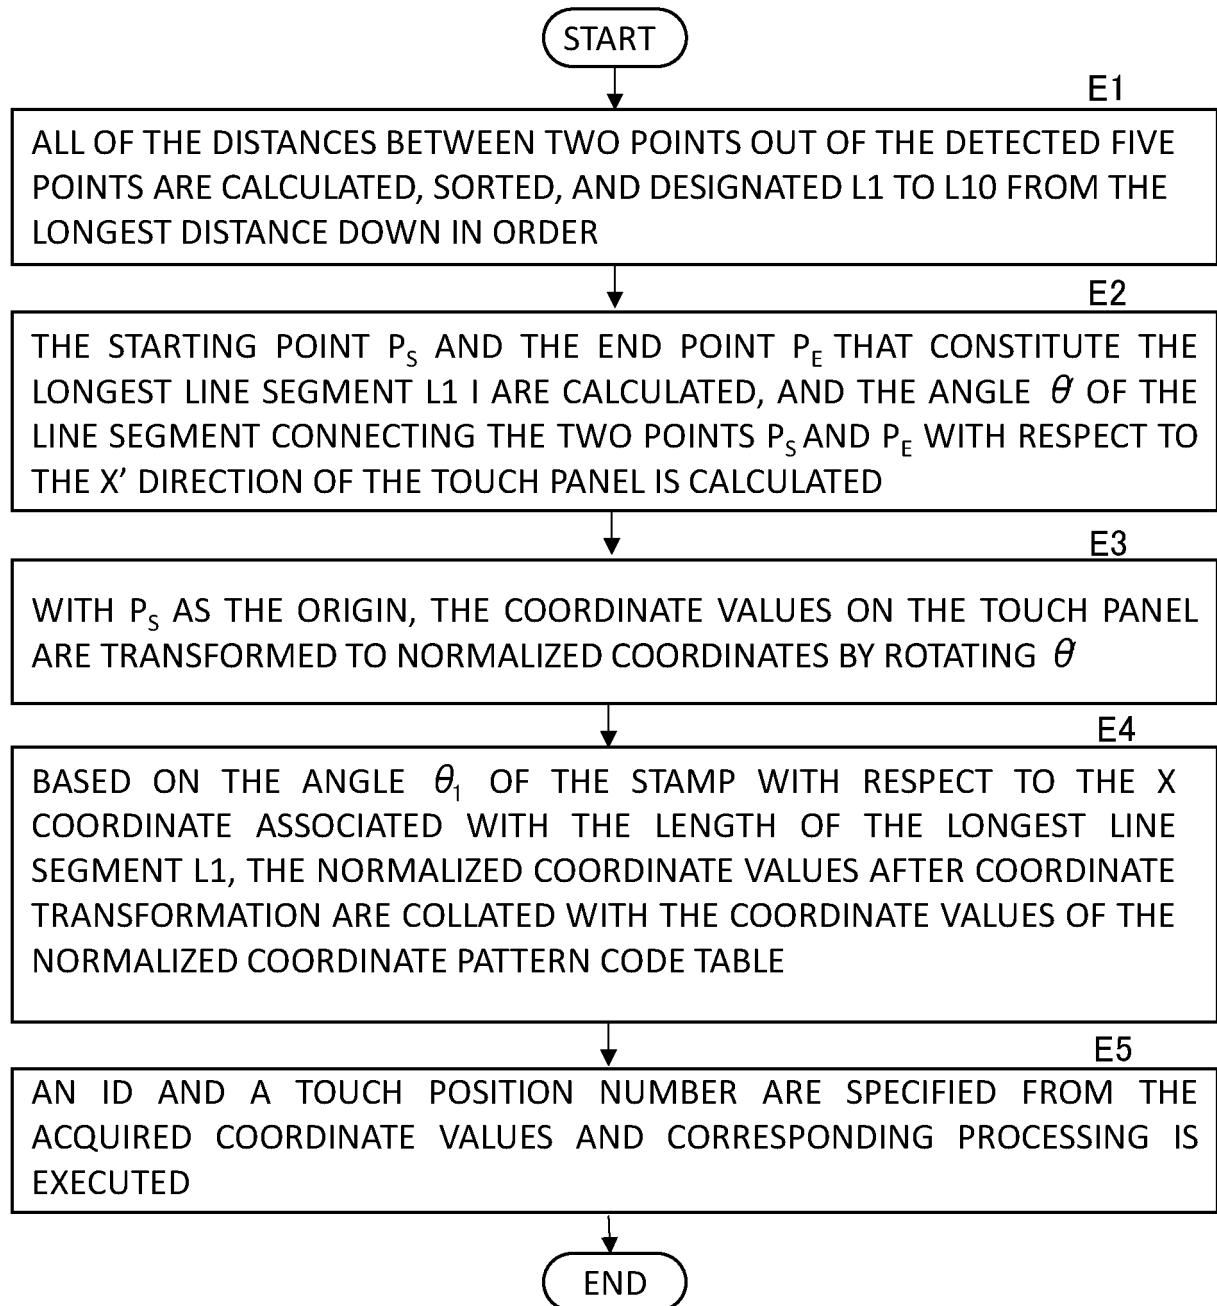 START
E1
ALL OF THE DISTANCES BETWEEN TWO POINTS OUT OF THE DETECTED FIVE
POINTS ARE CALCULATED, SORTED, AND DESIGNATED L1 TO L10 FROM THE
LONGEST DISTANCE DOWN IN ORDER
E2
THE STARTING POINT P_S AND THE END POINT P_E THAT CONSTITUTE THE
LONGEST LINE SEGMENT L1 I ARE CALCULATED, AND THE ANGLE θ' OF THE
LINE SEGMENT CONNECTING THE TWO POINTS P_S AND P_E WITH RESPECT TO
THE X’ DIRECTION OF THE TOUCH PANEL IS CALCULATED
E3
WITH P_S AS THE ORIGIN, THE COORDINATE VALUES ON THE TOUCH PANEL
ARE TRANSFORMED TO NORMALIZED COORDINATES BY ROTATING θ'
E4
BASED ON THE ANGLE θ₁ OF THE STAMP WITH RESPECT TO THE X
COORDINATE ASSOCIATED WITH THE LENGTH OF THE LONGEST LINE
SEGMENT L1, THE NORMALIZED COORDINATE VALUES AFTER COORDINATE
TRANSFORMATION ARE COLLATED WITH THE COORDINATE VALUES OF THE
NORMALIZED COORDINATE PATTERN CODE TABLE
E5
AN ID AND A TOUCH POSITION NUMBER ARE SPECIFIED FROM THE
ACQUIRED COORDINATE VALUES AND CORRESPONDING PROCESSING IS
EXECUTED
END